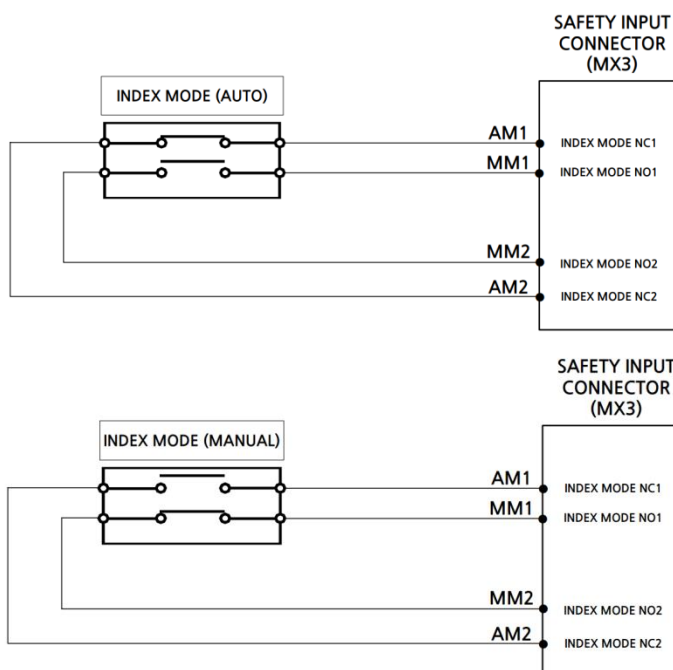 SAFETY INPUT
CONNECTOR
(MX3)
INDEX MODE (AUTO)
AM1
INDEX MODE NC1
MM1
INDEX MODE NO1
MM2
INDEX MODE NO2
AM2
INDEX MODE NC2
SAFETY INPUT
CONNECTOR
(MX3)
INDEX MODE (MANUAL)
AM1
INDEX MODE NC1
MM1
INDEX MODE NO1
MM2
INDEX MODE NO2
AM2
INDEX MODE NC2